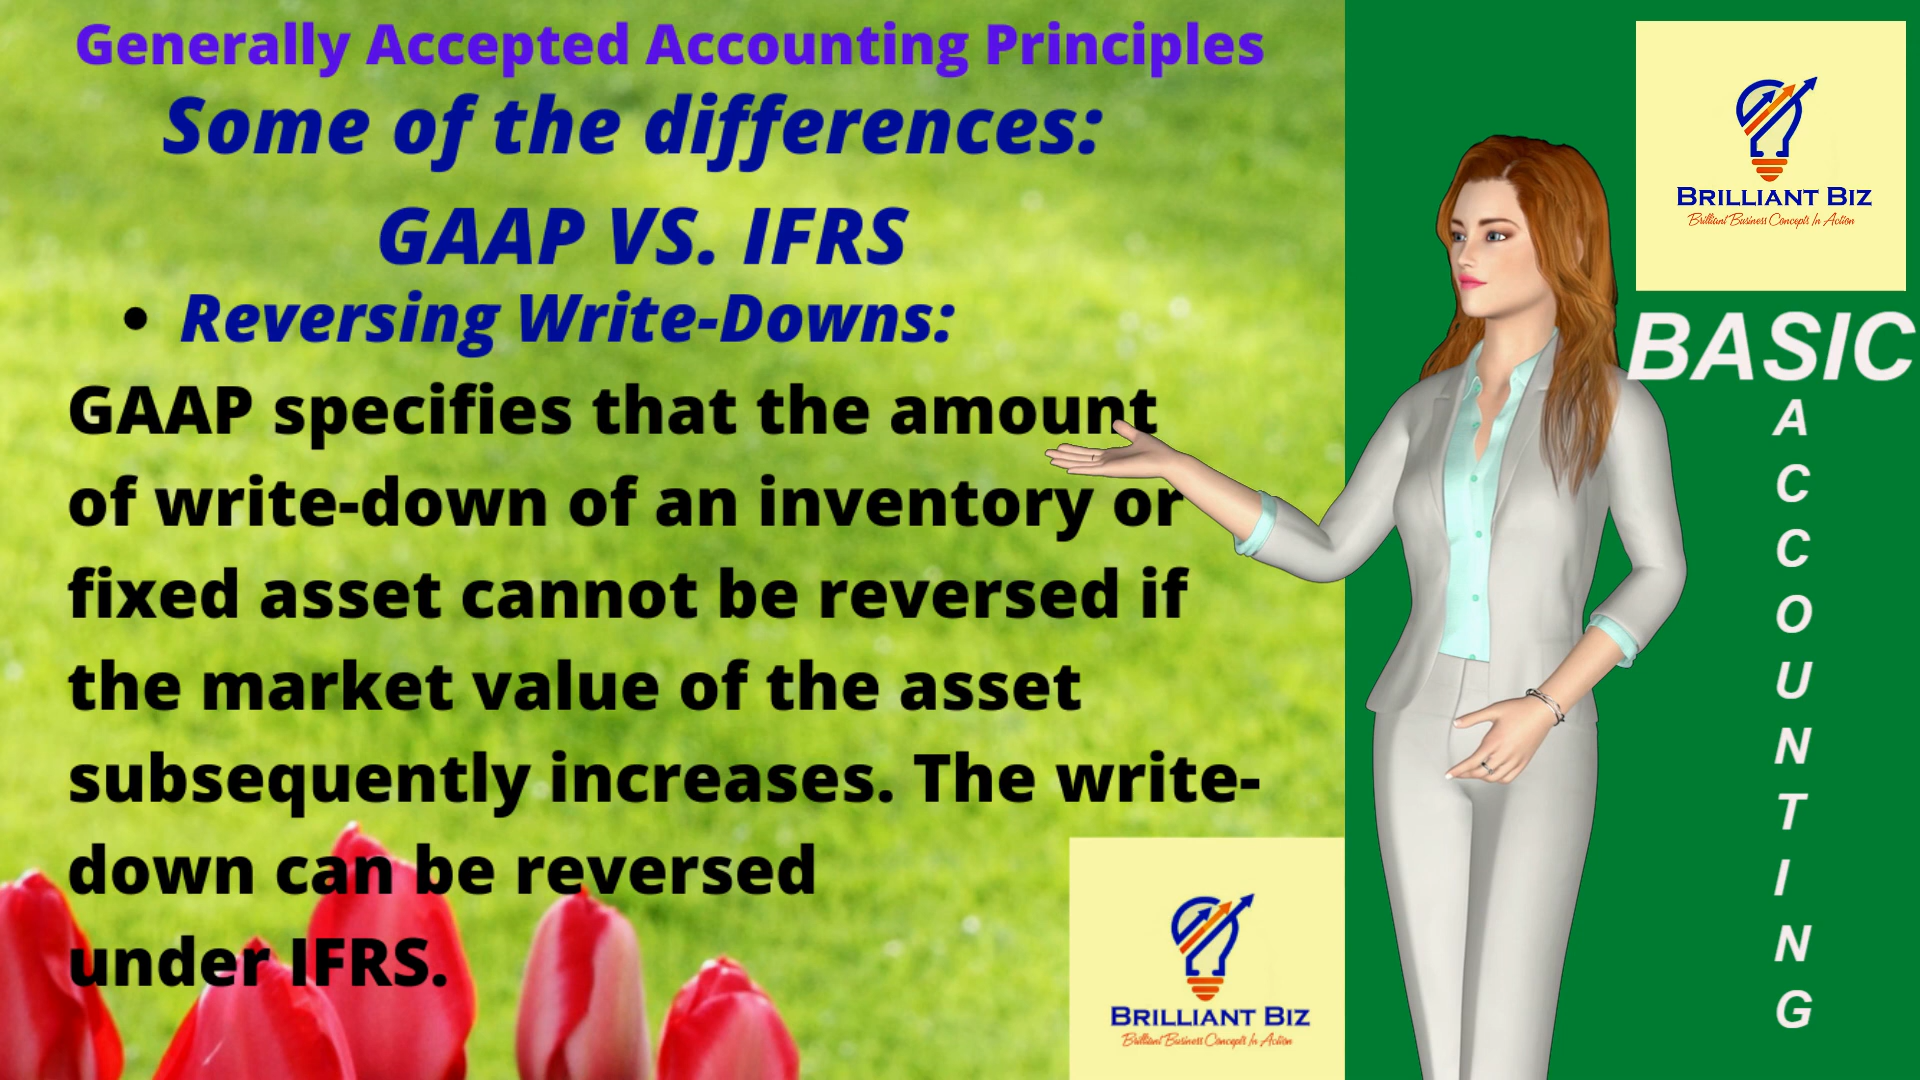 Generally Accepted Accounting Principles
Some of the differences:
GAAP VS. IFRS
• Reversing Write-Downs:
GAAP specifies that the amount
of write-down of an inventory or
fixed asset cannot be reversed if
the market value of the asset
subsequently increases. The write-
down can be reversed
under IFRS.
BRILLIANT BIZ
Brilliant Business Concepts In Action
BRILLIANT BIZ
Brilliant Business Concepts In Action
BASIC
A
C
C
O
U
N
T
I
N
G